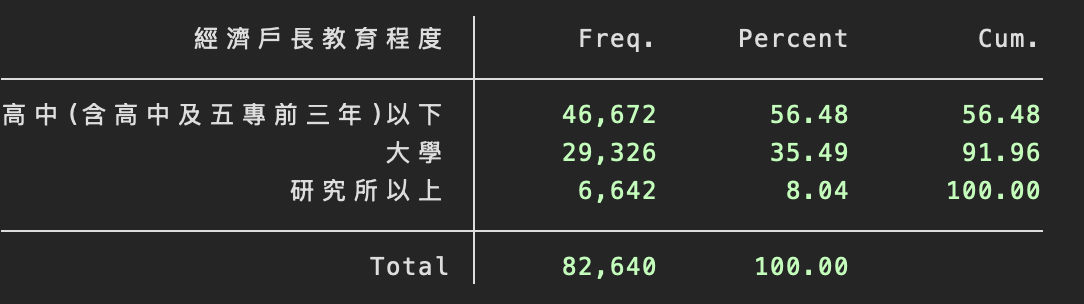 經濟戶長教育程度 Freq. Percent Cum.
高中(含高中及五專前三年)以下 46,672 56.48 56.48
大學 29,326 35.49 91.96
研究所以上 6,642 8.04 100.00
Total 82,640 100.00